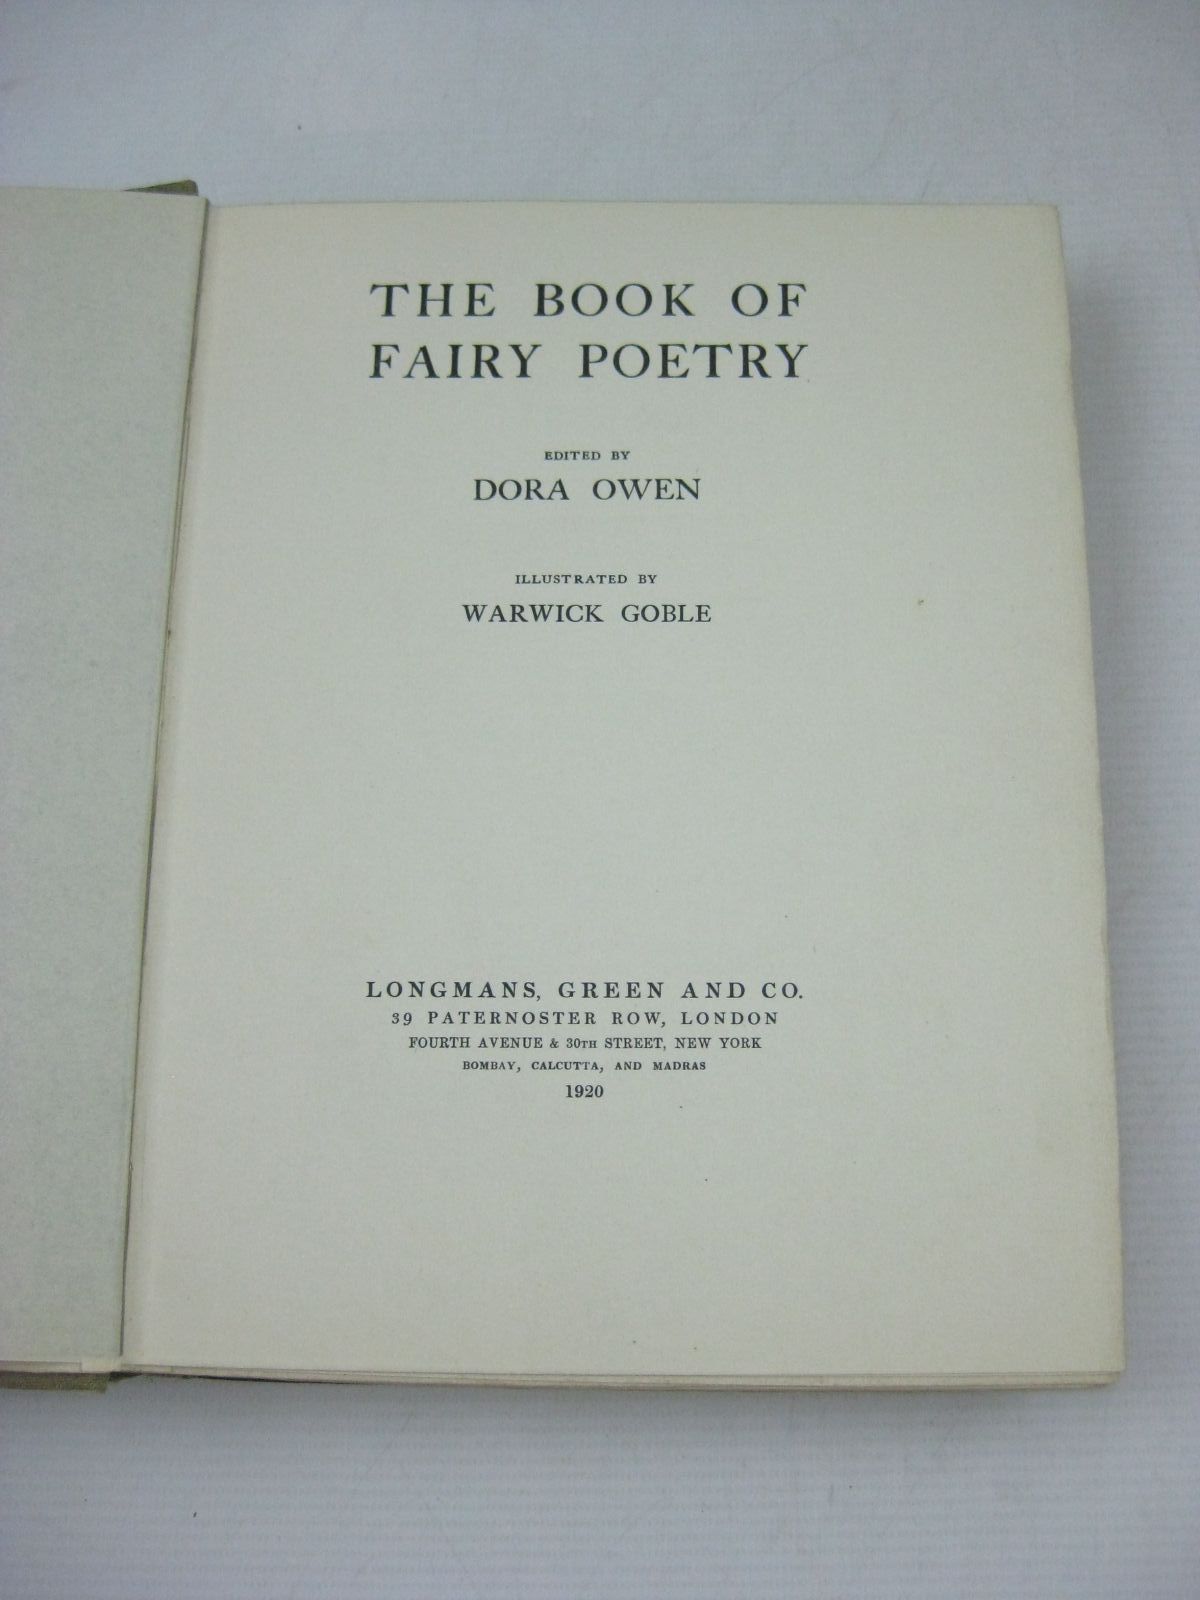 THE BOOK OF
FAIRY POETRY
EDITED BY
DORA OWEN
ILLUSTRATED BY
WARWICK GOBLE
LONGMANS, GREEN AND CO.
39 PATERNOSTER ROW, LONDON
FOURTH AVENUE & 30TH STREET, NEW YORK
BOMBAY, CALCUTTA, AND MADRAS
1920